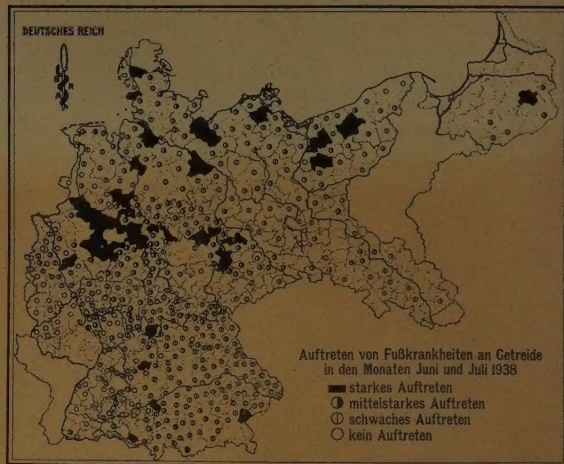 DEUTSCHES REICH
Auftreten von Fußkrankheiten an Getreide
in den Monaten Juni und Juli 1938
starkes Auftreten
mittelstarkes Auftreten
schwaches Auftreten
kein Auftreten